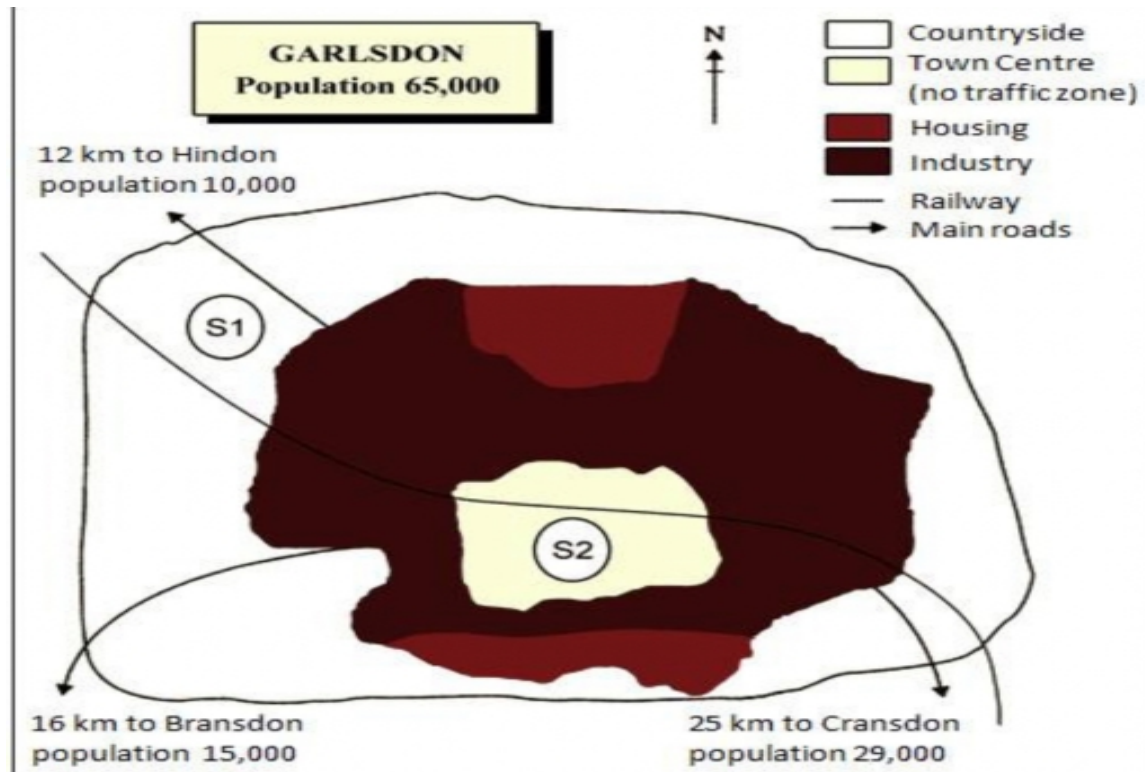 GARLSDON
Population 65,000
N
Countryside
Town Centre
(no traffic zone)
Housing
Industry
Railway
Main roads
12 km to Hindon
population 10,000
S1
S2
16 km to Bransdon
population 15,000
25 km to Cransdon
population 29,000